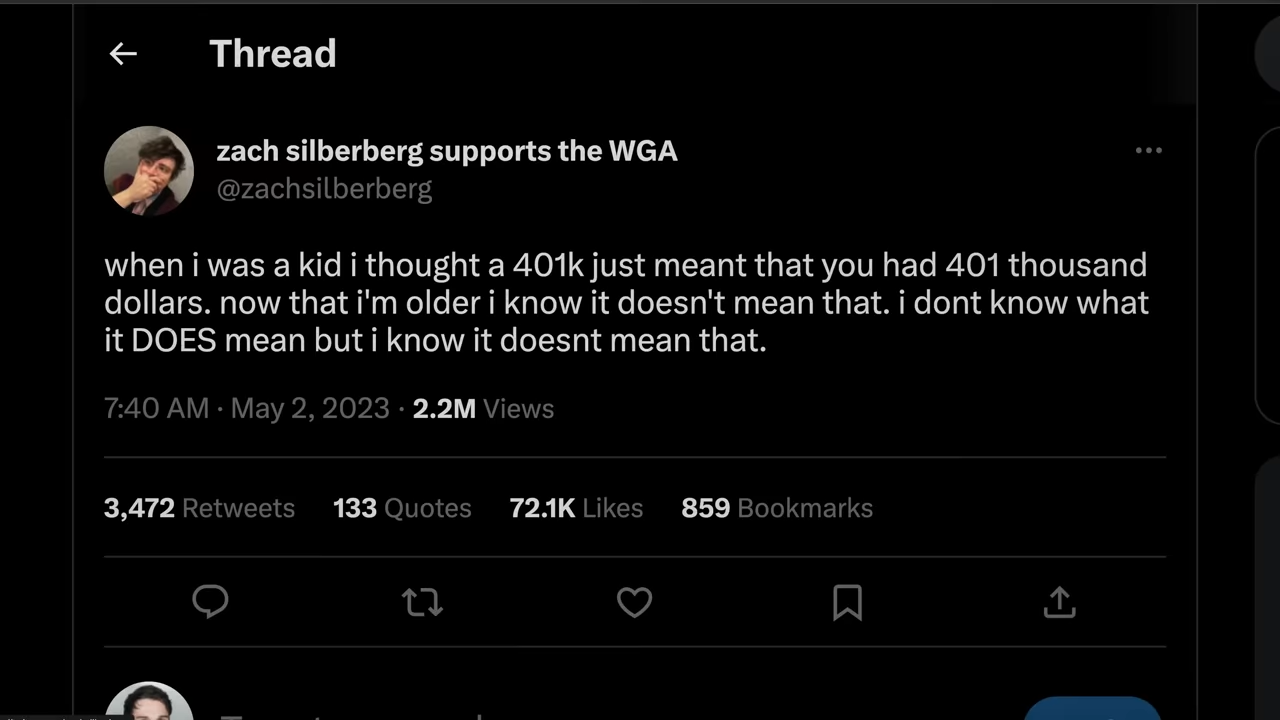 Thread
zach silberberg supports the WGA
@zachsilberberg
when i was a kid i thought a 401k just meant that you had 401 thousand
dollars. now that i'm older i know it doesn't mean that. i dont know what
it DOES mean but i know it doesnt mean that.
7:40 AM · May 2, 2023 · 2.2M Views
3,472 Retweets 133 Quotes 72.1K Likes 859 Bookmarks